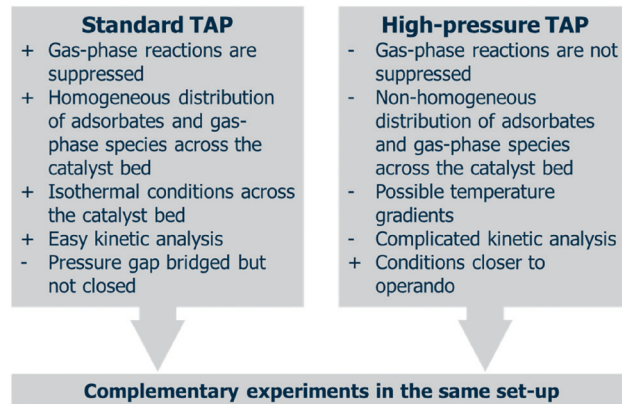 Standard TAP
+ Gas-phase reactions are
suppressed
+ Homogeneous distribution
of adsorbates and gas-
phase species across the
catalyst bed
+ Isothermal conditions across
the catalyst bed
+ Easy kinetic analysis
- Pressure gap bridged but
not closed
High-pressure TAP
- Gas-phase reactions are not
suppressed
- Non-homogeneous
distribution of adsorbates
and gas-phase species
across the catalyst bed
- Possible temperature
gradients
- Complicated kinetic analysis
+ Conditions closer to
operando
Complementary experiments in the same set-up